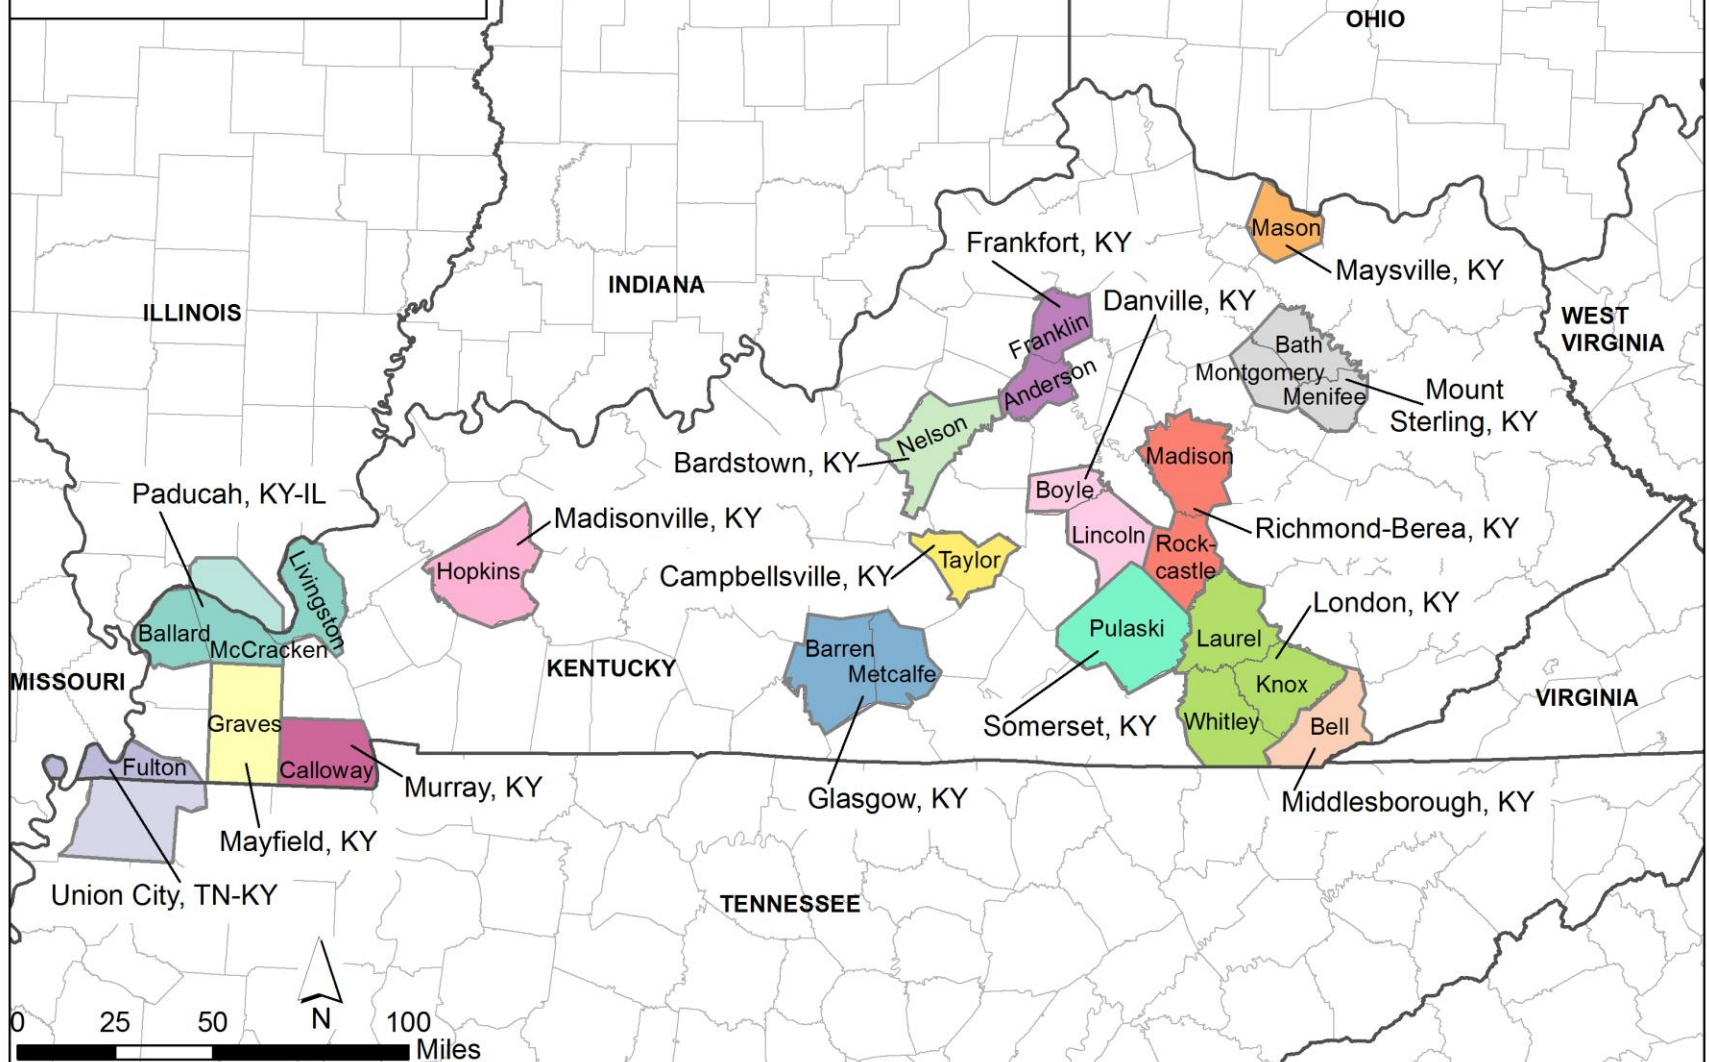 OHIO
Mason
Frankfort, KY
Maysville, KY
INDIANA
Danville, KY
ILLINOIS
WEST
VIRGINIA
Franklin
Bath
Montgomery
Anderson
Menifee
Mount
Sterling, KY
Nelson
Bardstown, KY
Madison
Boyle
Paducah, KY-IL
Madisonville, KY
Richmond-Berea, KY
Lincoln
Rock-
castle
Hopkins
Campbellsville, KY
Taylor
Livingston
London, KY
Ballard
McCracken
Pulaski
Laurel
Barren
Metcalfe
KENTUCKY
MISSOURI
Knox
VIRGINIA
Graves
Somerset, KY
Whitley
Bell
Fulton
Calloway
Murray, KY
Glasgow, KY
Middlesborough, KY
Mayfield, KY
Union City, TN-KY
TENNESSEE
N
0 25 50 100
Miles